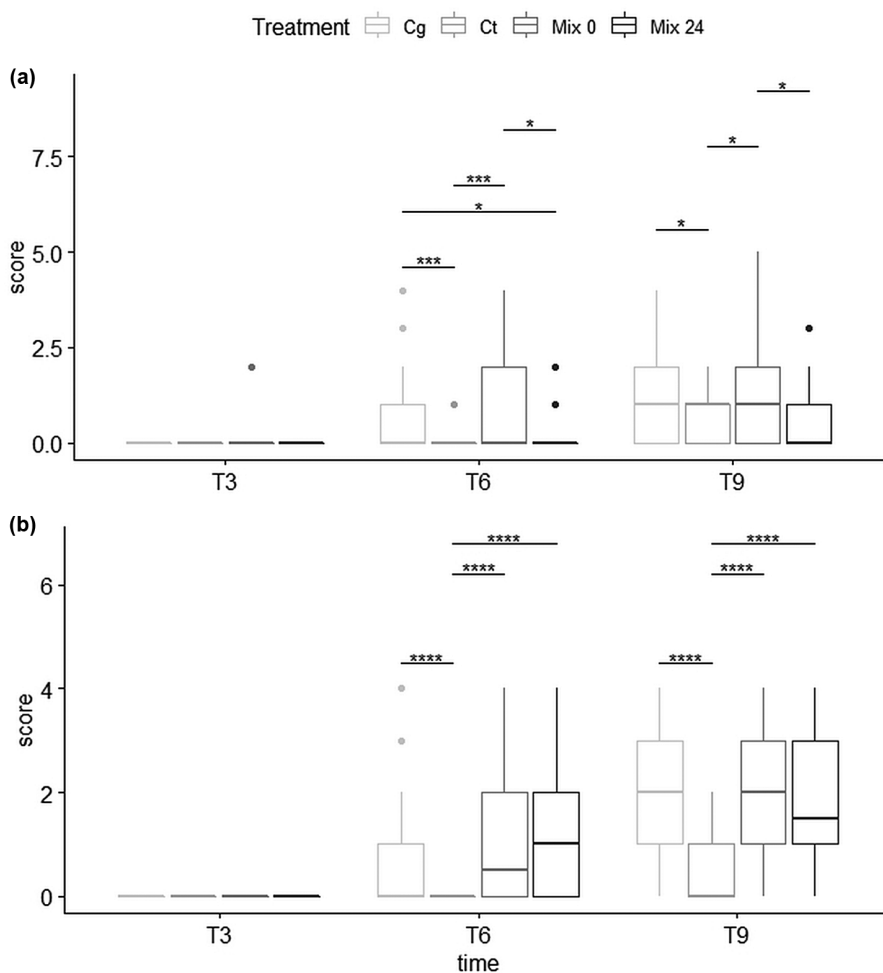 Treatment Cg Ct Mix 0 Mix 24
(a)
*
*
*
***
*
*
***
7.5
5.0
2.5
0.0
score
T3 T6 T9
(b)
**** ****
**** ****
**** ****
6
4
2
0
score
T3 T6 T9
time